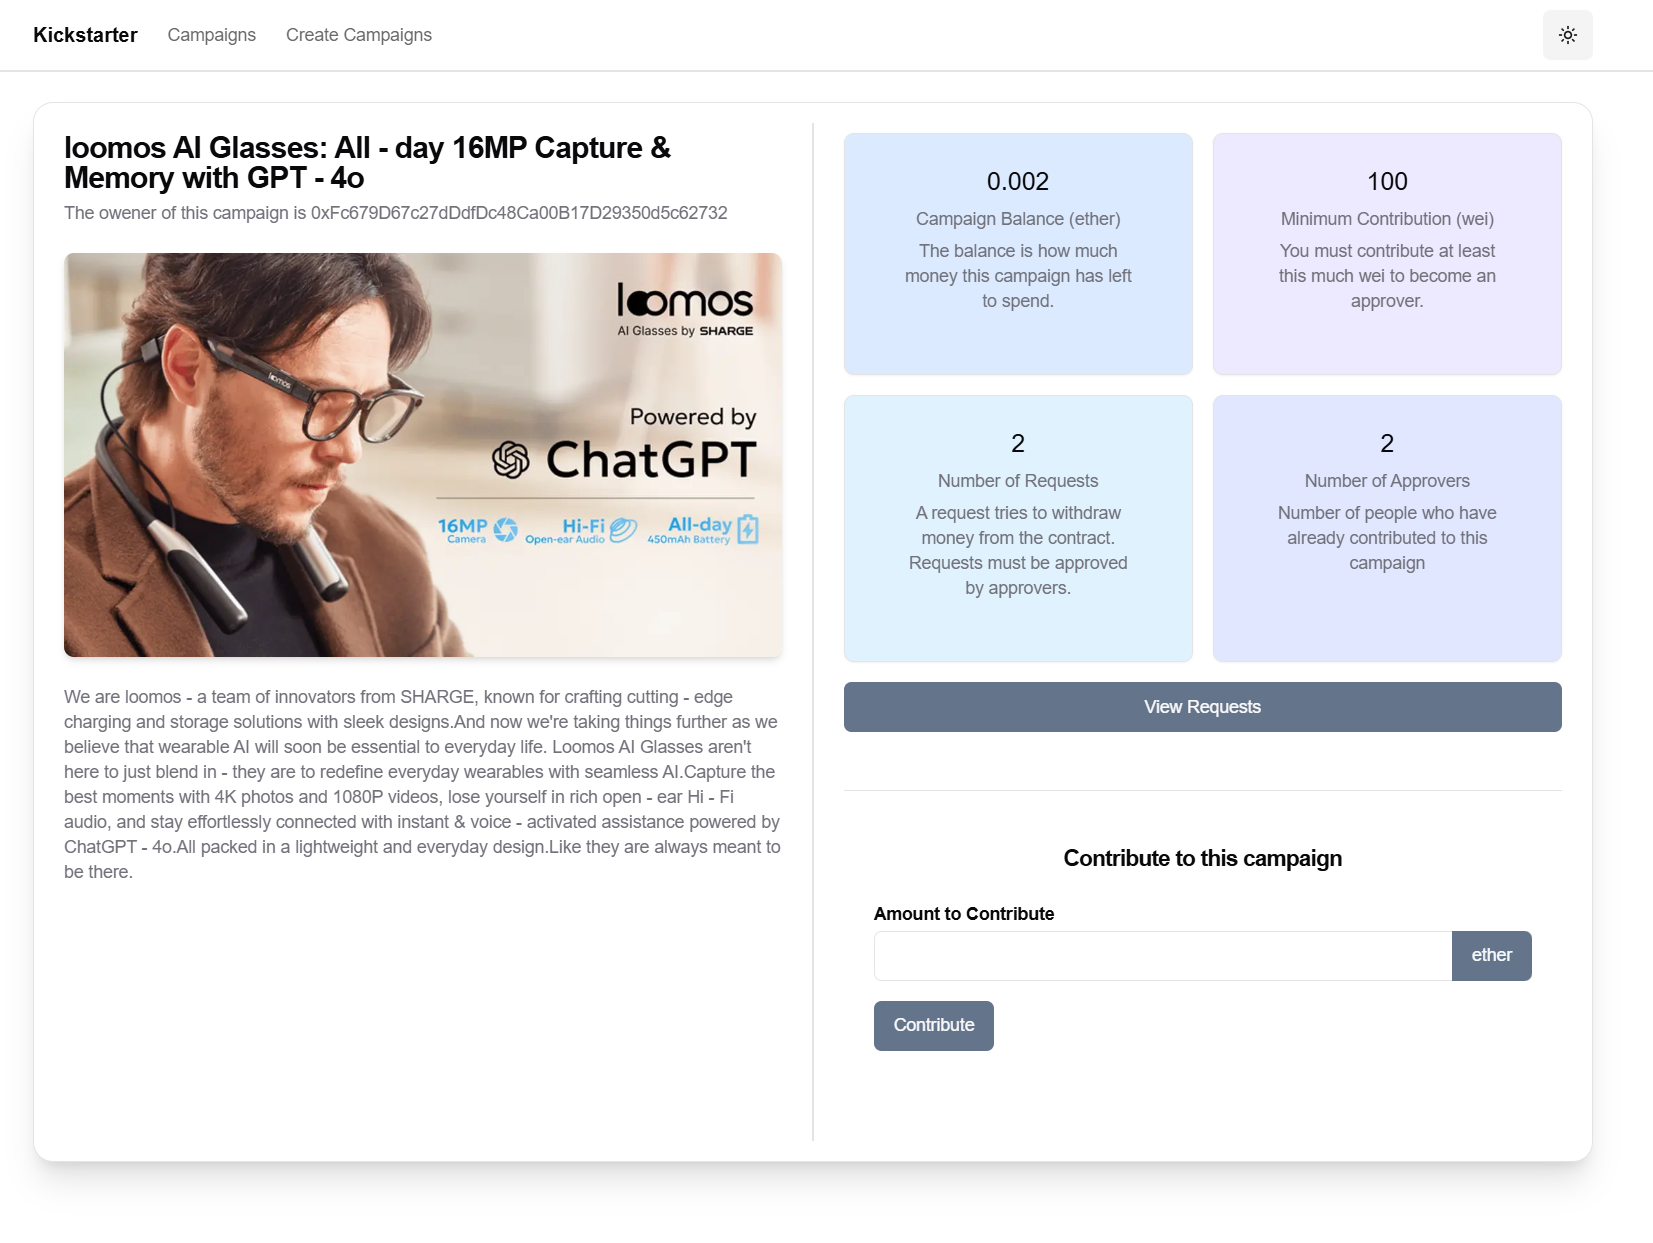 Kickstarter
Campaigns
Create Campaigns
loomos AI Glasses: All - day 16MP Capture &
Memory with GPT - 4o
The owener of this campaign is 0xFc679D67c27dDdfDc48Ca00B17D29350d5c62732
loomos
AI Glasses by SHARGE
loomos
Powered by
ChatGPT
16MP
Camera
Hi-Fi
Open-ear Audio
All-day
450mAh Battery
We are loomos - a team of innovators from SHARGE, known for crafting cutting - edge
charging and storage solutions with sleek designs.And now we're taking things further as we
believe that wearable AI will soon be essential to everyday life. Loomos AI Glasses aren't
here to just blend in - they are to redefine everyday wearables with seamless AI.Capture the
best moments with 4K photos and 1080P videos, lose yourself in rich open - ear Hi - Fi
audio, and stay effortlessly connected with instant & voice - activated assistance powered by
ChatGPT - 4o.All packed in a lightweight and everyday design.Like they are always meant to
be there.
0.002
Campaign Balance (ether)
The balance is how much
money this campaign has left
to spend.
100
Minimum Contribution (wei)
You must contribute at least
this much wei to become an
approver.
2
Number of Requests
A request tries to withdraw
money from the contract.
Requests must be approved
by approvers.
2
Number of Approvers
Number of people who have
already contributed to this
campaign
View Requests
Contribute to this campaign
Amount to Contribute
ether
Contribute